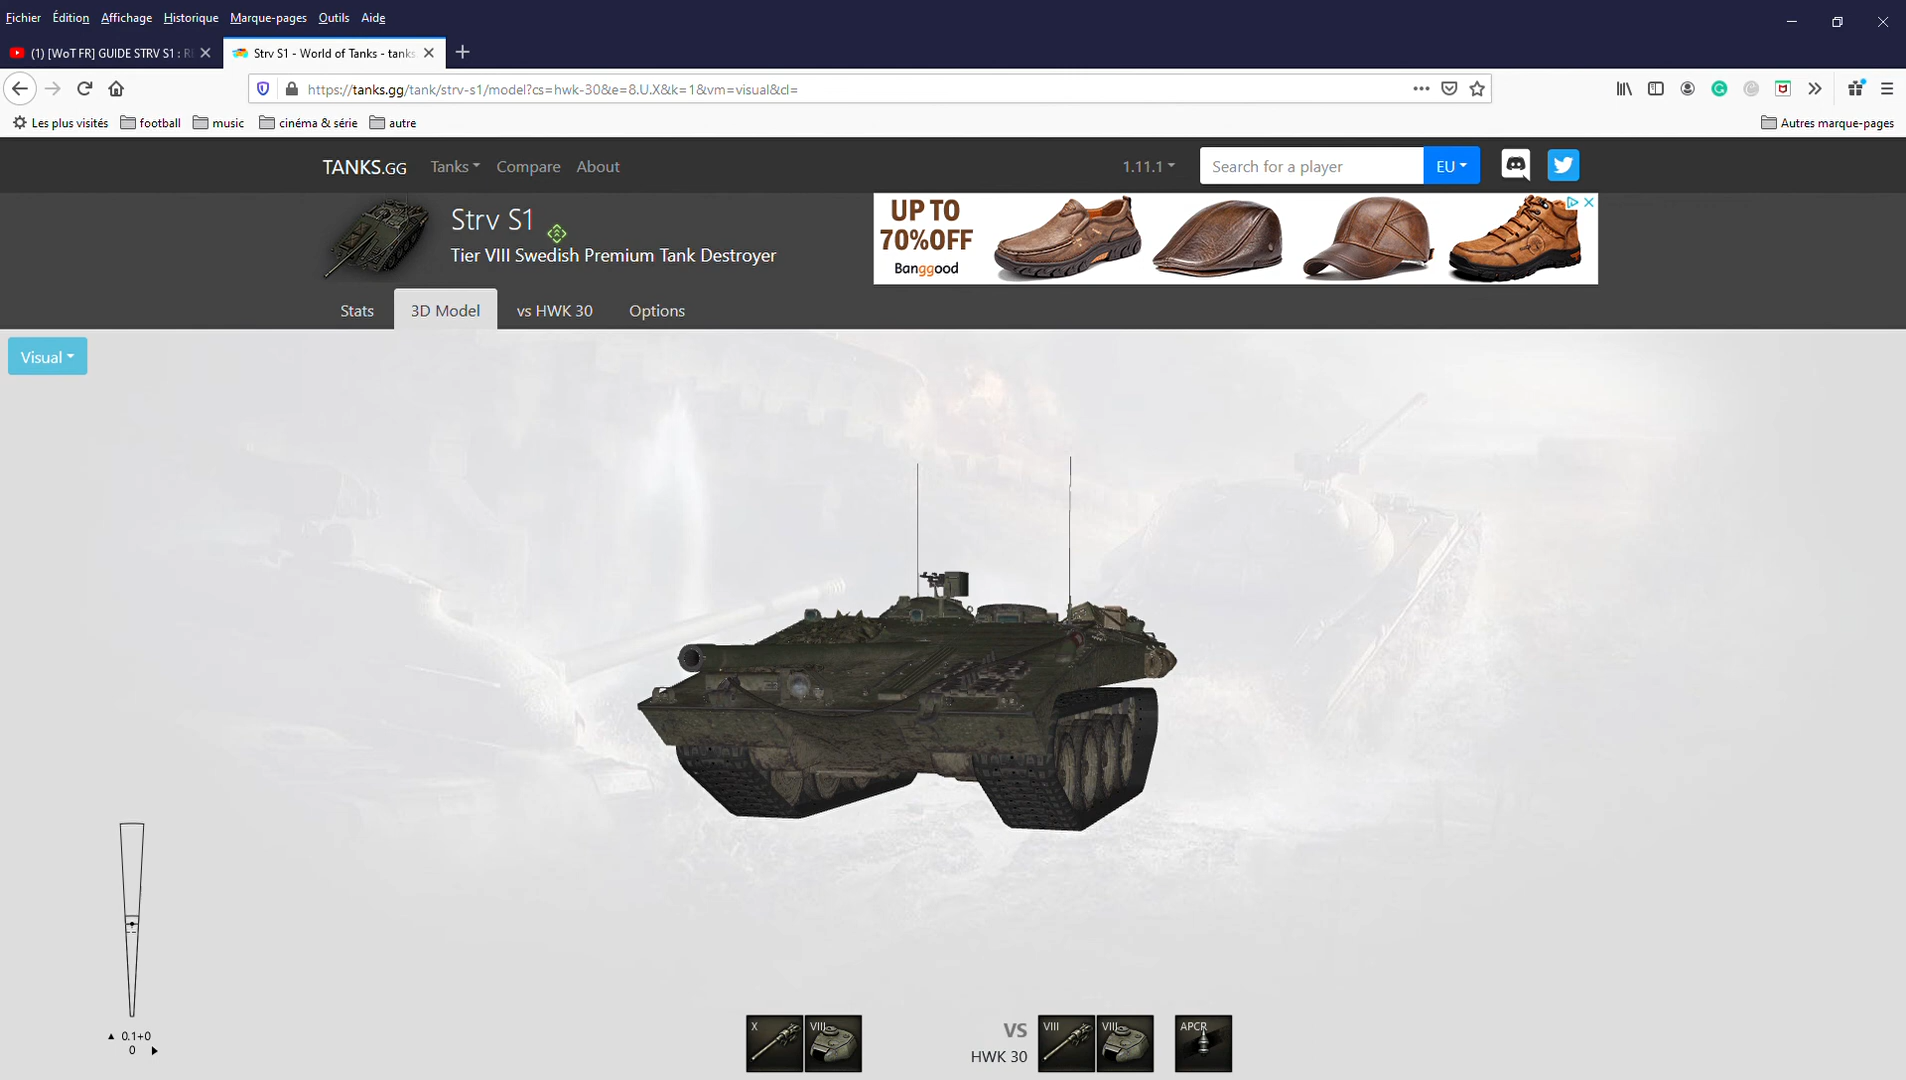 Fichier Édition Affichage Historique Marque-pages Outils Aide
(1) [WoT FR] GUIDE STRV S1 : Strv S1 - World of Tanks - tanks
https://tanks.gg/tank/strv-s1/model?cs=hwk-30&e=8.U.X&k=1&vm=visual&cl=
Les plus visités football music cinéma & série autre Autres marque-pages
TANKS.GG Tanks Compare About 1.11.1 Search for a player EU
Strv S1
Tier VIII Swedish Premium Tank Destroyer
UP TO
70%OFF
Banggood
Stats 3D Model vs HWK 30 Options
Visual
0.1+0
0
X VIII VS VIII VIII APCR
HWK 30